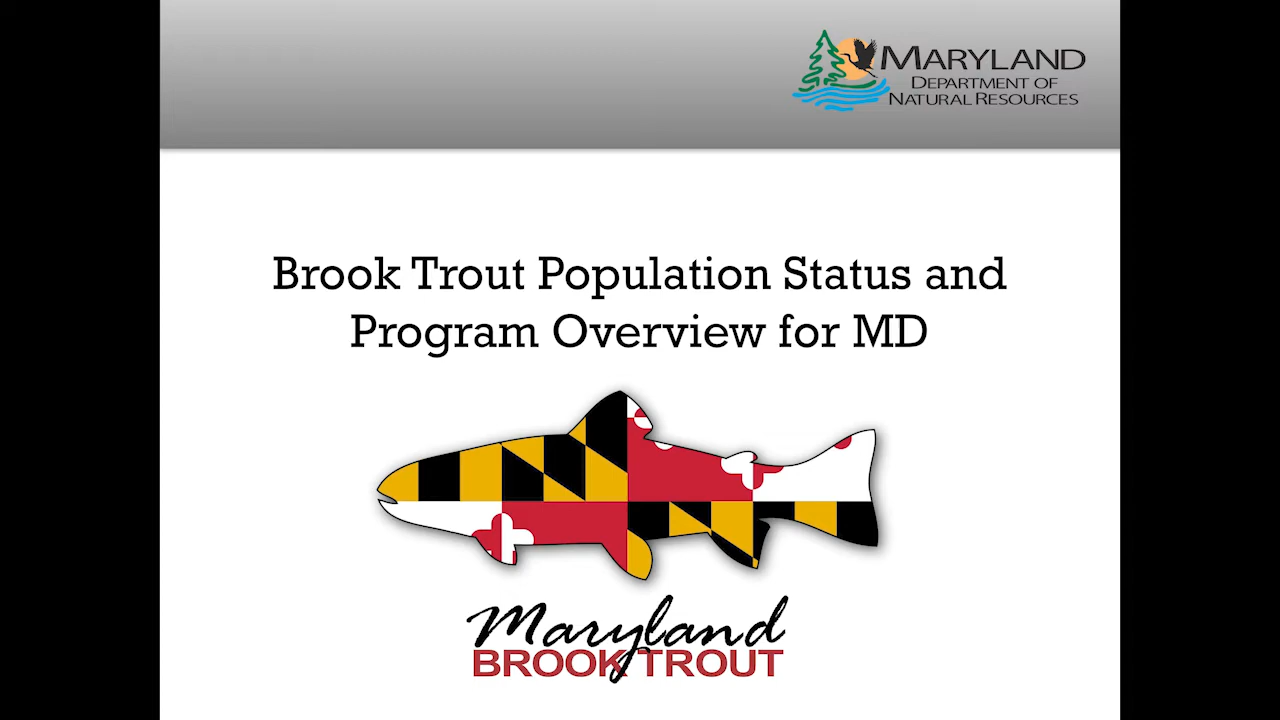 MARYLAND
DEPARTMENT OF
NATURAL RESOURCES
Brook Trout Population Status and
Program Overview for MD
Maryland
BROOK TROUT